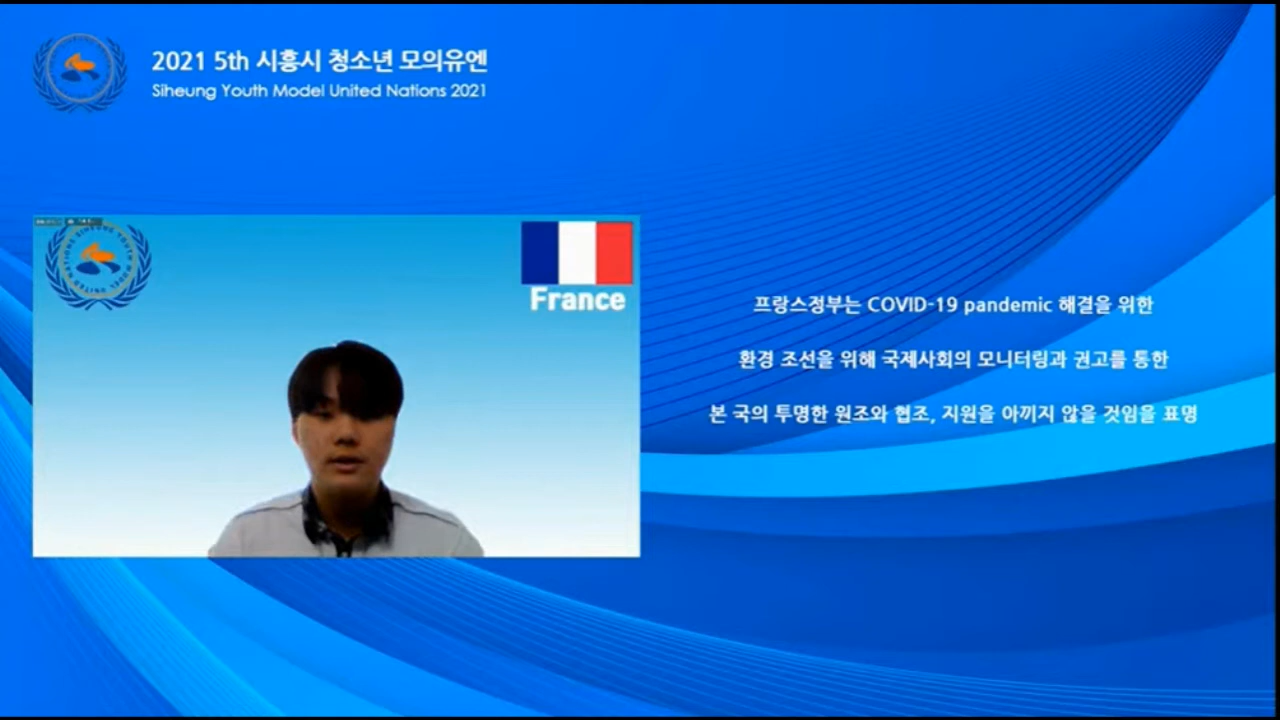 2021 5th 시흥시 청소년 모의유엔
Siheung Youth Model United Nations 2021
France
프랑스정부는 COVID-19 pandemic 해결을 위한
환경 조선을 위해 국제사회의 모니터링과 권고를 통한
본 국의 투명한 원조와 협조, 지원을 아끼지 않을 것임을 표명